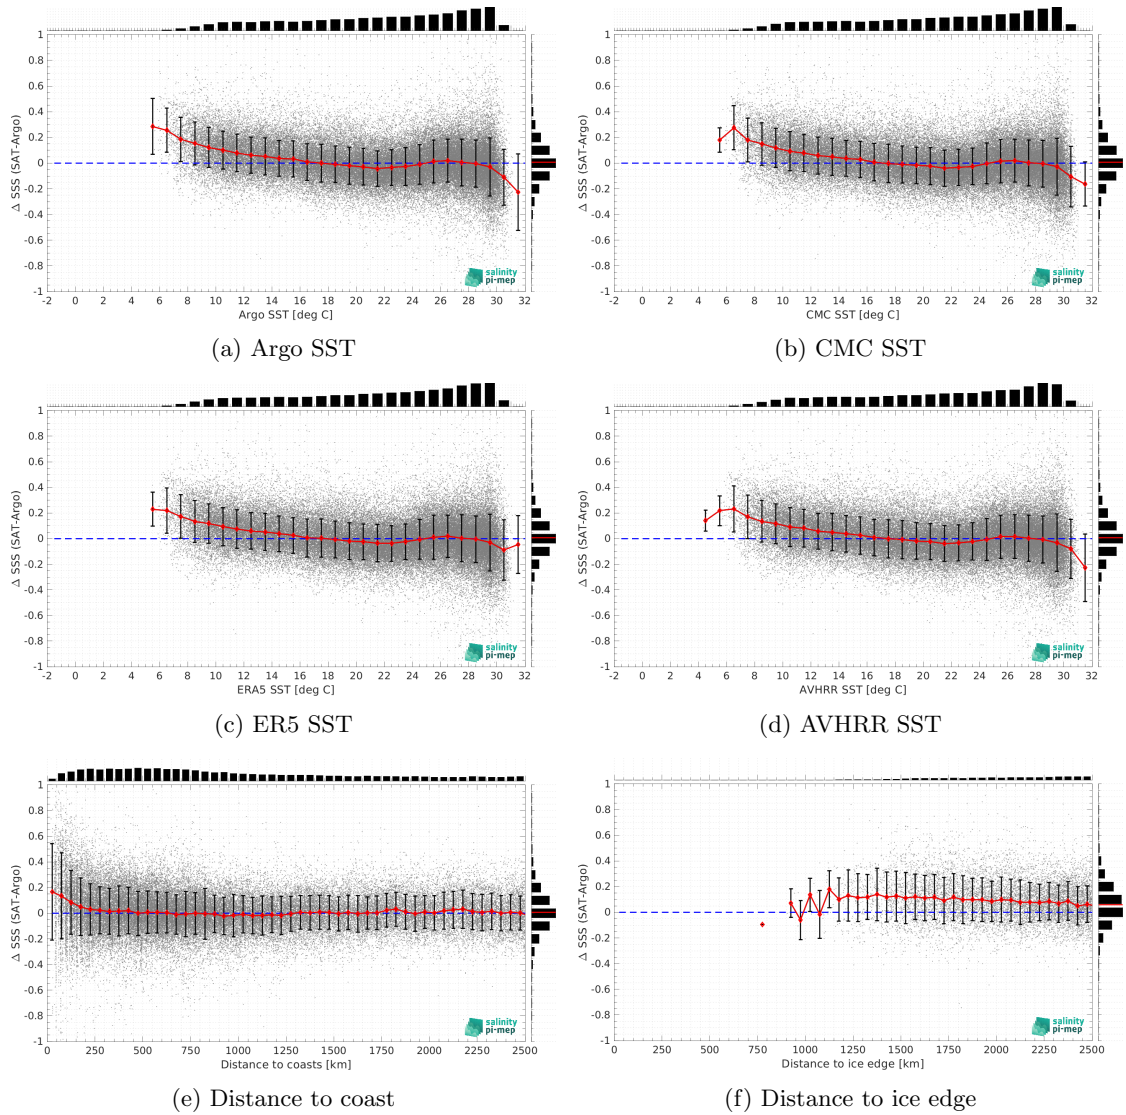 1
0.8
0.6
0.4
0.2
0
-0.2
-0.4
-0.6
-0.8
-1
Δ SSS (SAT-Argo)
salinity
pi-mep
-2 0 2 4 6 8 10 12 14 16 18 20 22 24 26 28 30 32
Argo SST [deg C]
(a) Argo SST
1
0.8
0.6
0.4
0.2
0
-0.2
-0.4
-0.6
-0.8
-1
Δ SSS (SAT-Argo)
salinity
pi-mep
-2 0 2 4 6 8 10 12 14 16 18 20 22 24 26 28 30 32
CMC SST [deg C]
(b) CMC SST
1
0.8
0.6
0.4
0.2
0
-0.2
-0.4
-0.6
-0.8
-1
Δ SSS (SAT-Argo)
salinity
pi-mep
-2 0 2 4 6 8 10 12 14 16 18 20 22 24 26 28 30 32
ERA5 SST [deg C]
(c) ER5 SST
1
0.8
0.6
0.4
0.2
0
-0.2
-0.4
-0.6
-0.8
-1
Δ SSS (SAT-Argo)
salinity
pi-mep
-2 0 2 4 6 8 10 12 14 16 18 20 22 24 26 28 30 32
AVHRR SST [deg C]
(d) AVHRR SST
1
0.8
0.6
0.4
0.2
0
-0.2
-0.4
-0.6
-0.8
-1
Δ SSS (SAT-Argo)
salinity
pi-mep
0 250 500 750 1000 1250 1500 1750 2000 2250 2500
Distance to coasts [km]
(e) Distance to coast
1
0.8
0.6
0.4
0.2
0
-0.2
-0.4
-0.6
-0.8
-1
Δ SSS (SAT-Argo)
salinity
pi-mep
0 250 500 750 1000 1250 1500 1750 2000 2250 2500
Distance to ice edge [km]
(f) Distance to ice edge